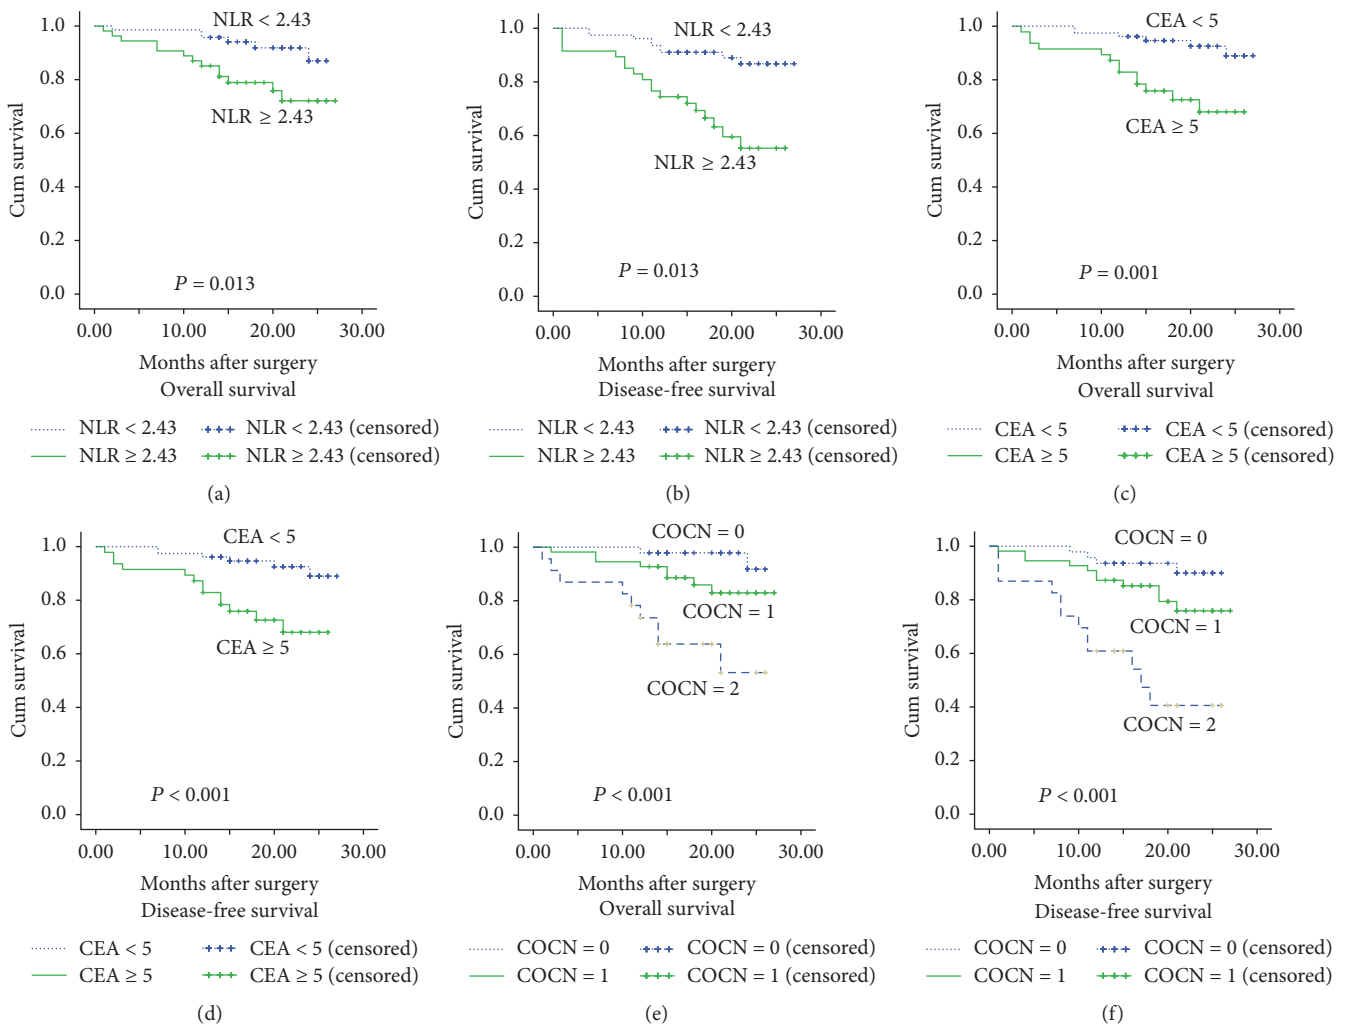 1.0
0.8
0.6
0.4
0.2
0.0
Cum survival
NLR < 2.43
NLR ≥ 2.43
P = 0.013
0.00 10.00 20.00 30.00
Months after surgery
Overall survival
NLR < 2.43 NLR < 2.43 (censored)
NLR ≥ 2.43 NLR ≥ 2.43 (censored)
(a)
1.0
0.8
0.6
0.4
0.2
0.0
Cum survival
NLR < 2.43
NLR ≥ 2.43
P = 0.013
0.00 10.00 20.00 30.00
Months after surgery
Disease-free survival
NLR < 2.43 NLR < 2.43 (censored)
NLR ≥ 2.43 NLR ≥ 2.43 (censored)
(b)
1.0
0.8
0.6
0.4
0.2
0.0
Cum survival
CEA < 5
CEA ≥ 5
P = 0.001
0.00 10.00 20.00 30.00
Months after surgery
Overall survival
CEA < 5 CEA < 5 (censored)
CEA ≥ 5 CEA ≥ 5 (censored)
(c)
1.0
0.8
0.6
0.4
0.2
0.0
Cum survival
CEA < 5
CEA ≥ 5
P < 0.001
0.00 10.00 20.00 30.00
Months after surgery
Disease-free survival
CEA < 5 CEA < 5 (censored)
CEA ≥ 5 CEA ≥ 5 (censored)
(d)
1.0
0.8
0.6
0.4
0.2
0.0
Cum survival
COCN = 0
COCN = 1
COCN = 2
P < 0.001
0.00 10.00 20.00 30.00
Months after surgery
Overall survival
COCN = 0 COCN = 0 (censored)
COCN = 1 COCN = 1 (censored)
(e)
1.0
0.8
0.6
0.4
0.2
0.0
Cum survival
COCN = 0
COCN = 1
COCN = 2
P < 0.001
0.00 10.00 20.00 30.00
Months after surgery
Disease-free survival
COCN = 0 COCN = 0 (censored)
COCN = 1 COCN = 1 (censored)
(f)